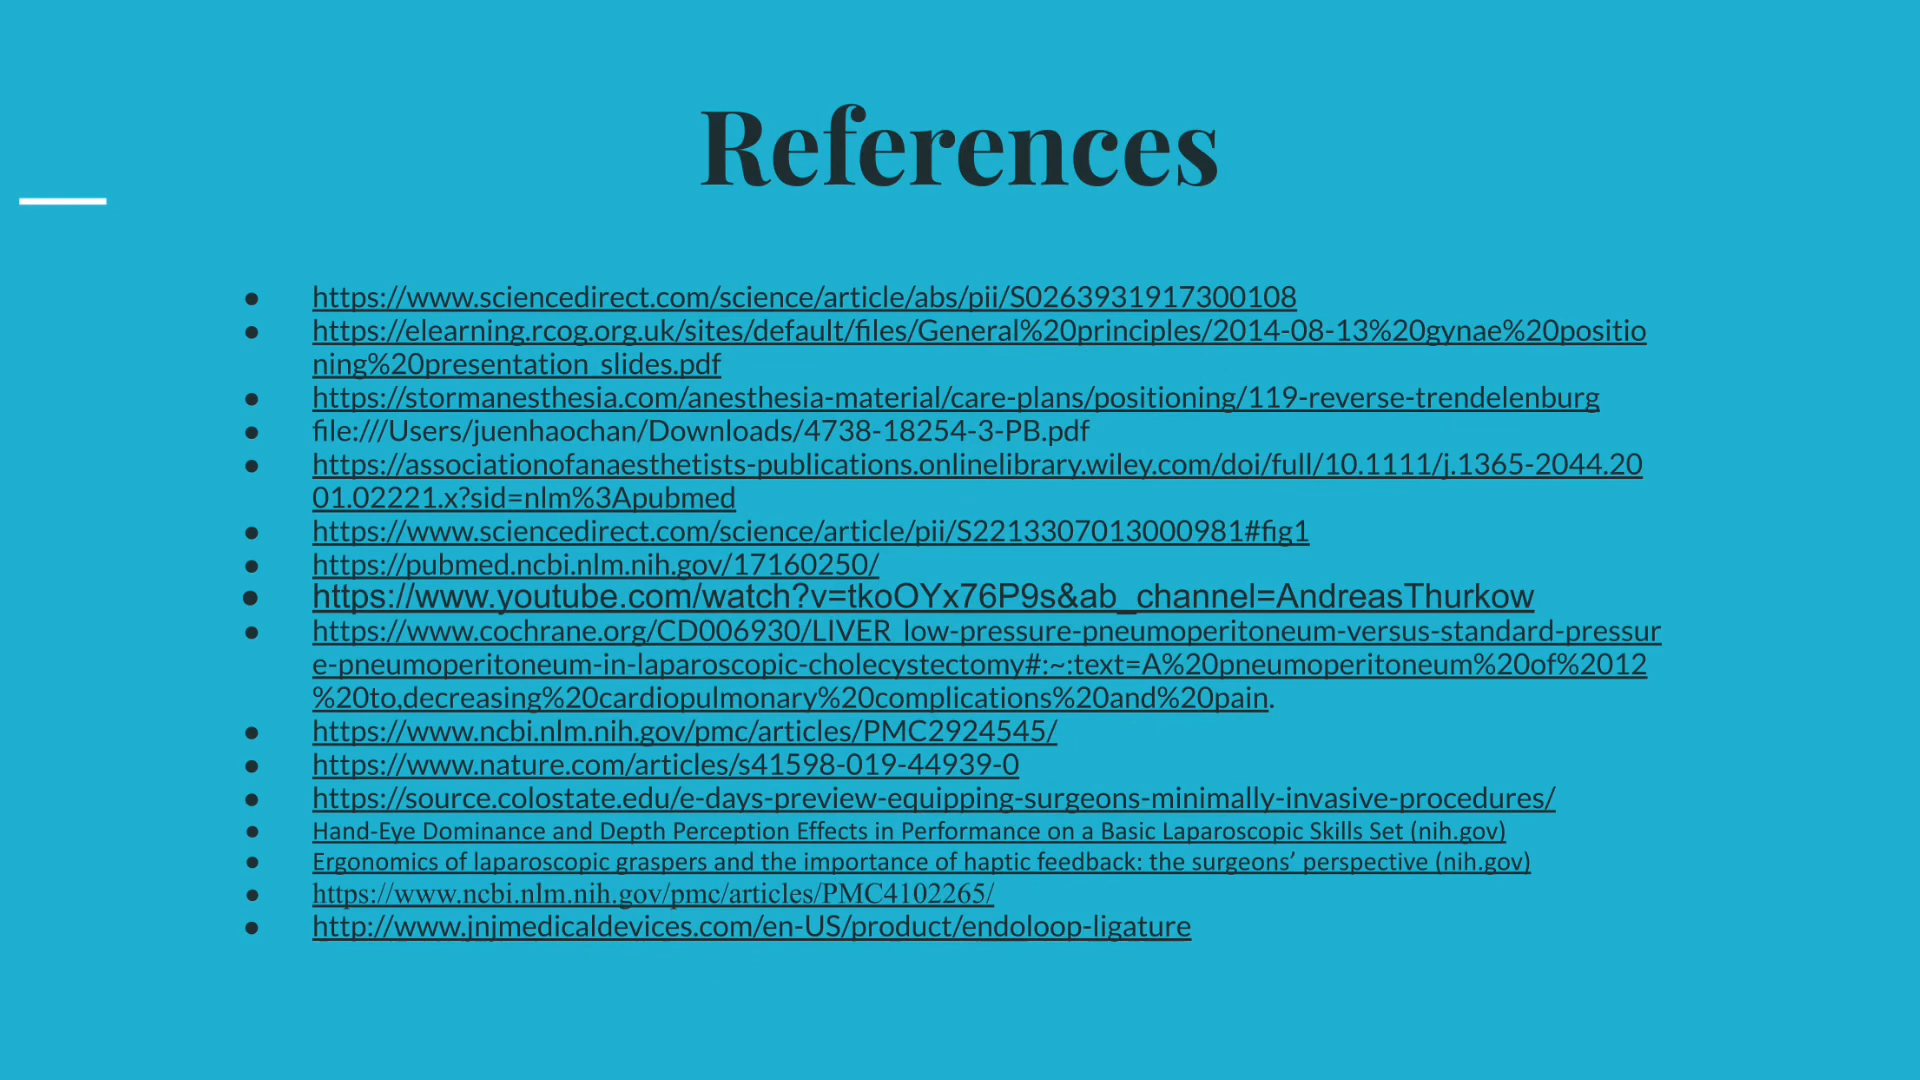 References
● https://www.sciencedirect.com/science/article/abs/pii/S0263931917300108
● https://elearning.rcog.org.uk/sites/default/files/General%20principles/2014-08-13%20gynae%20positio
ning%20presentation_slides.pdf
● https://stormanesthesia.com/anesthesia-material/care-plans/positioning/119-reverse-trendelenburg
● file:///Users/juenhaochan/Downloads/4738-18254-3-PB.pdf
● https://associationofanaesthetists-publications.onlinelibrary.wiley.com/doi/full/10.1111/j.1365-2044.20
01.02221.x?sid=nlm%3Apubmed
● https://www.sciencedirect.com/science/article/pii/S2213307013000981#fig1
● https://pubmed.ncbi.nlm.nih.gov/17160250/
● https://www.youtube.com/watch?v=tkoOYx76P9s&ab_channel=AndreasThurkow
● https://www.cochrane.org/CD006930/LIVER_low-pressure-pneumoperitoneum-versus-standard-pressur
e-pneumoperitoneum-in-laparoscopic-cholecystectomy#:~:text=A%20pneumoperitoneum%20of%2012
%20to,decreasing%20cardiopulmonary%20complications%20and%20pain.
● https://www.ncbi.nlm.nih.gov/pmc/articles/PMC2924545/
● https://www.nature.com/articles/s41598-019-44939-0
● https://source.colostate.edu/e-days-preview-equipping-surgeons-minimally-invasive-procedures/
● Hand-Eye Dominance and Depth Perception Effects in Performance on a Basic Laparoscopic Skills Set (nih.gov)
● Ergonomics of laparoscopic graspers and the importance of haptic feedback: the surgeons’ perspective (nih.gov)
● https://www.ncbi.nlm.nih.gov/pmc/articles/PMC4102265/
● http://www.jnjmedicaldevices.com/en-US/product/endoloop-ligature